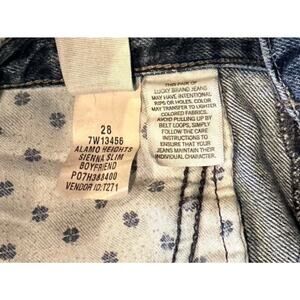 28
7W13456
ALAMO HEIGHTS
SIENNA SLIM
BOYFRIEND
P07H388400
VENDOR ID:T271
THIS PAIR OF
LUCKY BRAND JEANS
MAY HAVE INTENTIONAL
RIPS OR HOLES. COLOR
MAY TRANSFER TO LIGHTER
COLORED FABRICS.
AVOID PULLING UP BY
BELT LOOPS. SIMPLY
FOLLOW THE CARE
INSTRUCTIONS TO
ENSURE THAT YOUR
JEANS MAINTAIN THEIR
INDIVIDUAL CHARACTER.